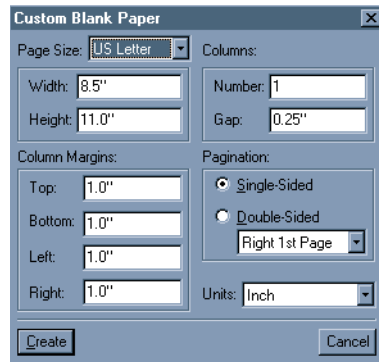 Custom Blank Paper
Page Size: US Letter
Width: 8.5"
Height: 11.0"
Columns:
Number: 1
Gap: 0.25"
Column Margins:
Top: 1.0"
Bottom: 1.0"
Left: 1.0"
Right: 1.0"
Pagination:
Single-Sided
Double-Sided
Right 1st Page
Units: Inch
Create
Cancel